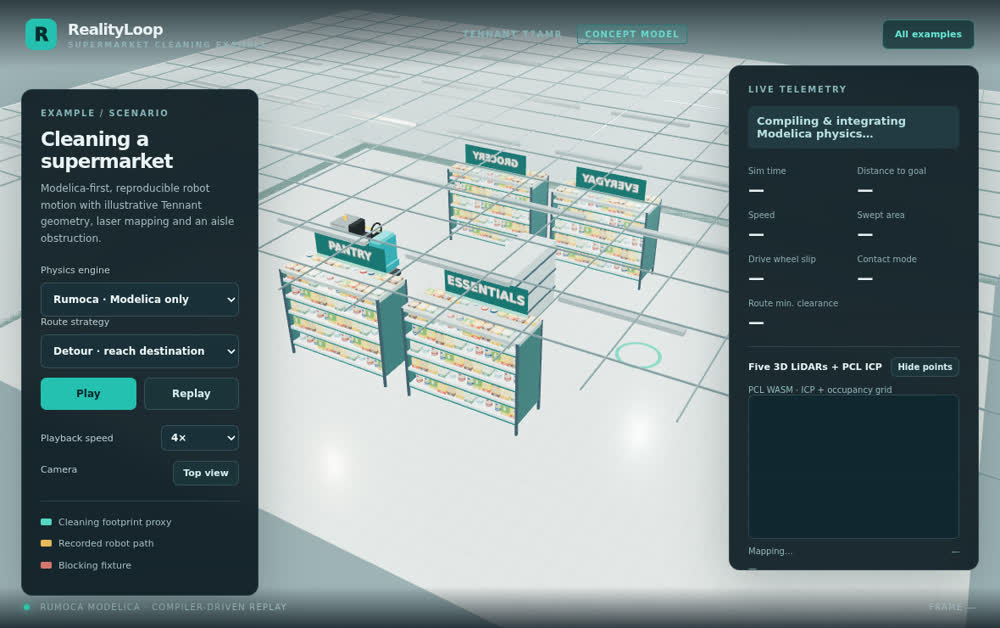 R
RealityLoop
SUPERMARKET CLEANING EXAMPLE
TENNANT T7AMR
CONCEPT MODEL
All examples
EXAMPLE / SCENARIO
Cleaning a
supermarket
Modelica-first, reproducible robot
motion with illustrative Tennant
geometry, laser mapping and an aisle
obstruction.
Physics engine
Rumoca · Modelica only
Route strategy
Detour · reach destination
Play
Replay
Playback speed
4×
Camera
Top view
Cleaning footprint proxy
Recorded robot path
Blocking fixture
GROCERY
EVERYDAY
PANTRY
ESSENTIALS
LIVE TELEMETRY
Compiling & integrating
Modelica physics…
Sim time
Distance to goal
—
—
Speed
Swept area
—
—
Drive wheel slip
Contact mode
—
—
Route min. clearance
—
Five 3D LiDARs + PCL ICP
Hide points
PCL WASM · ICP + occupancy grid
Mapping…
—
RUMOCA MODELICA · COMPILER-DRIVEN REPLAY
FRAME —